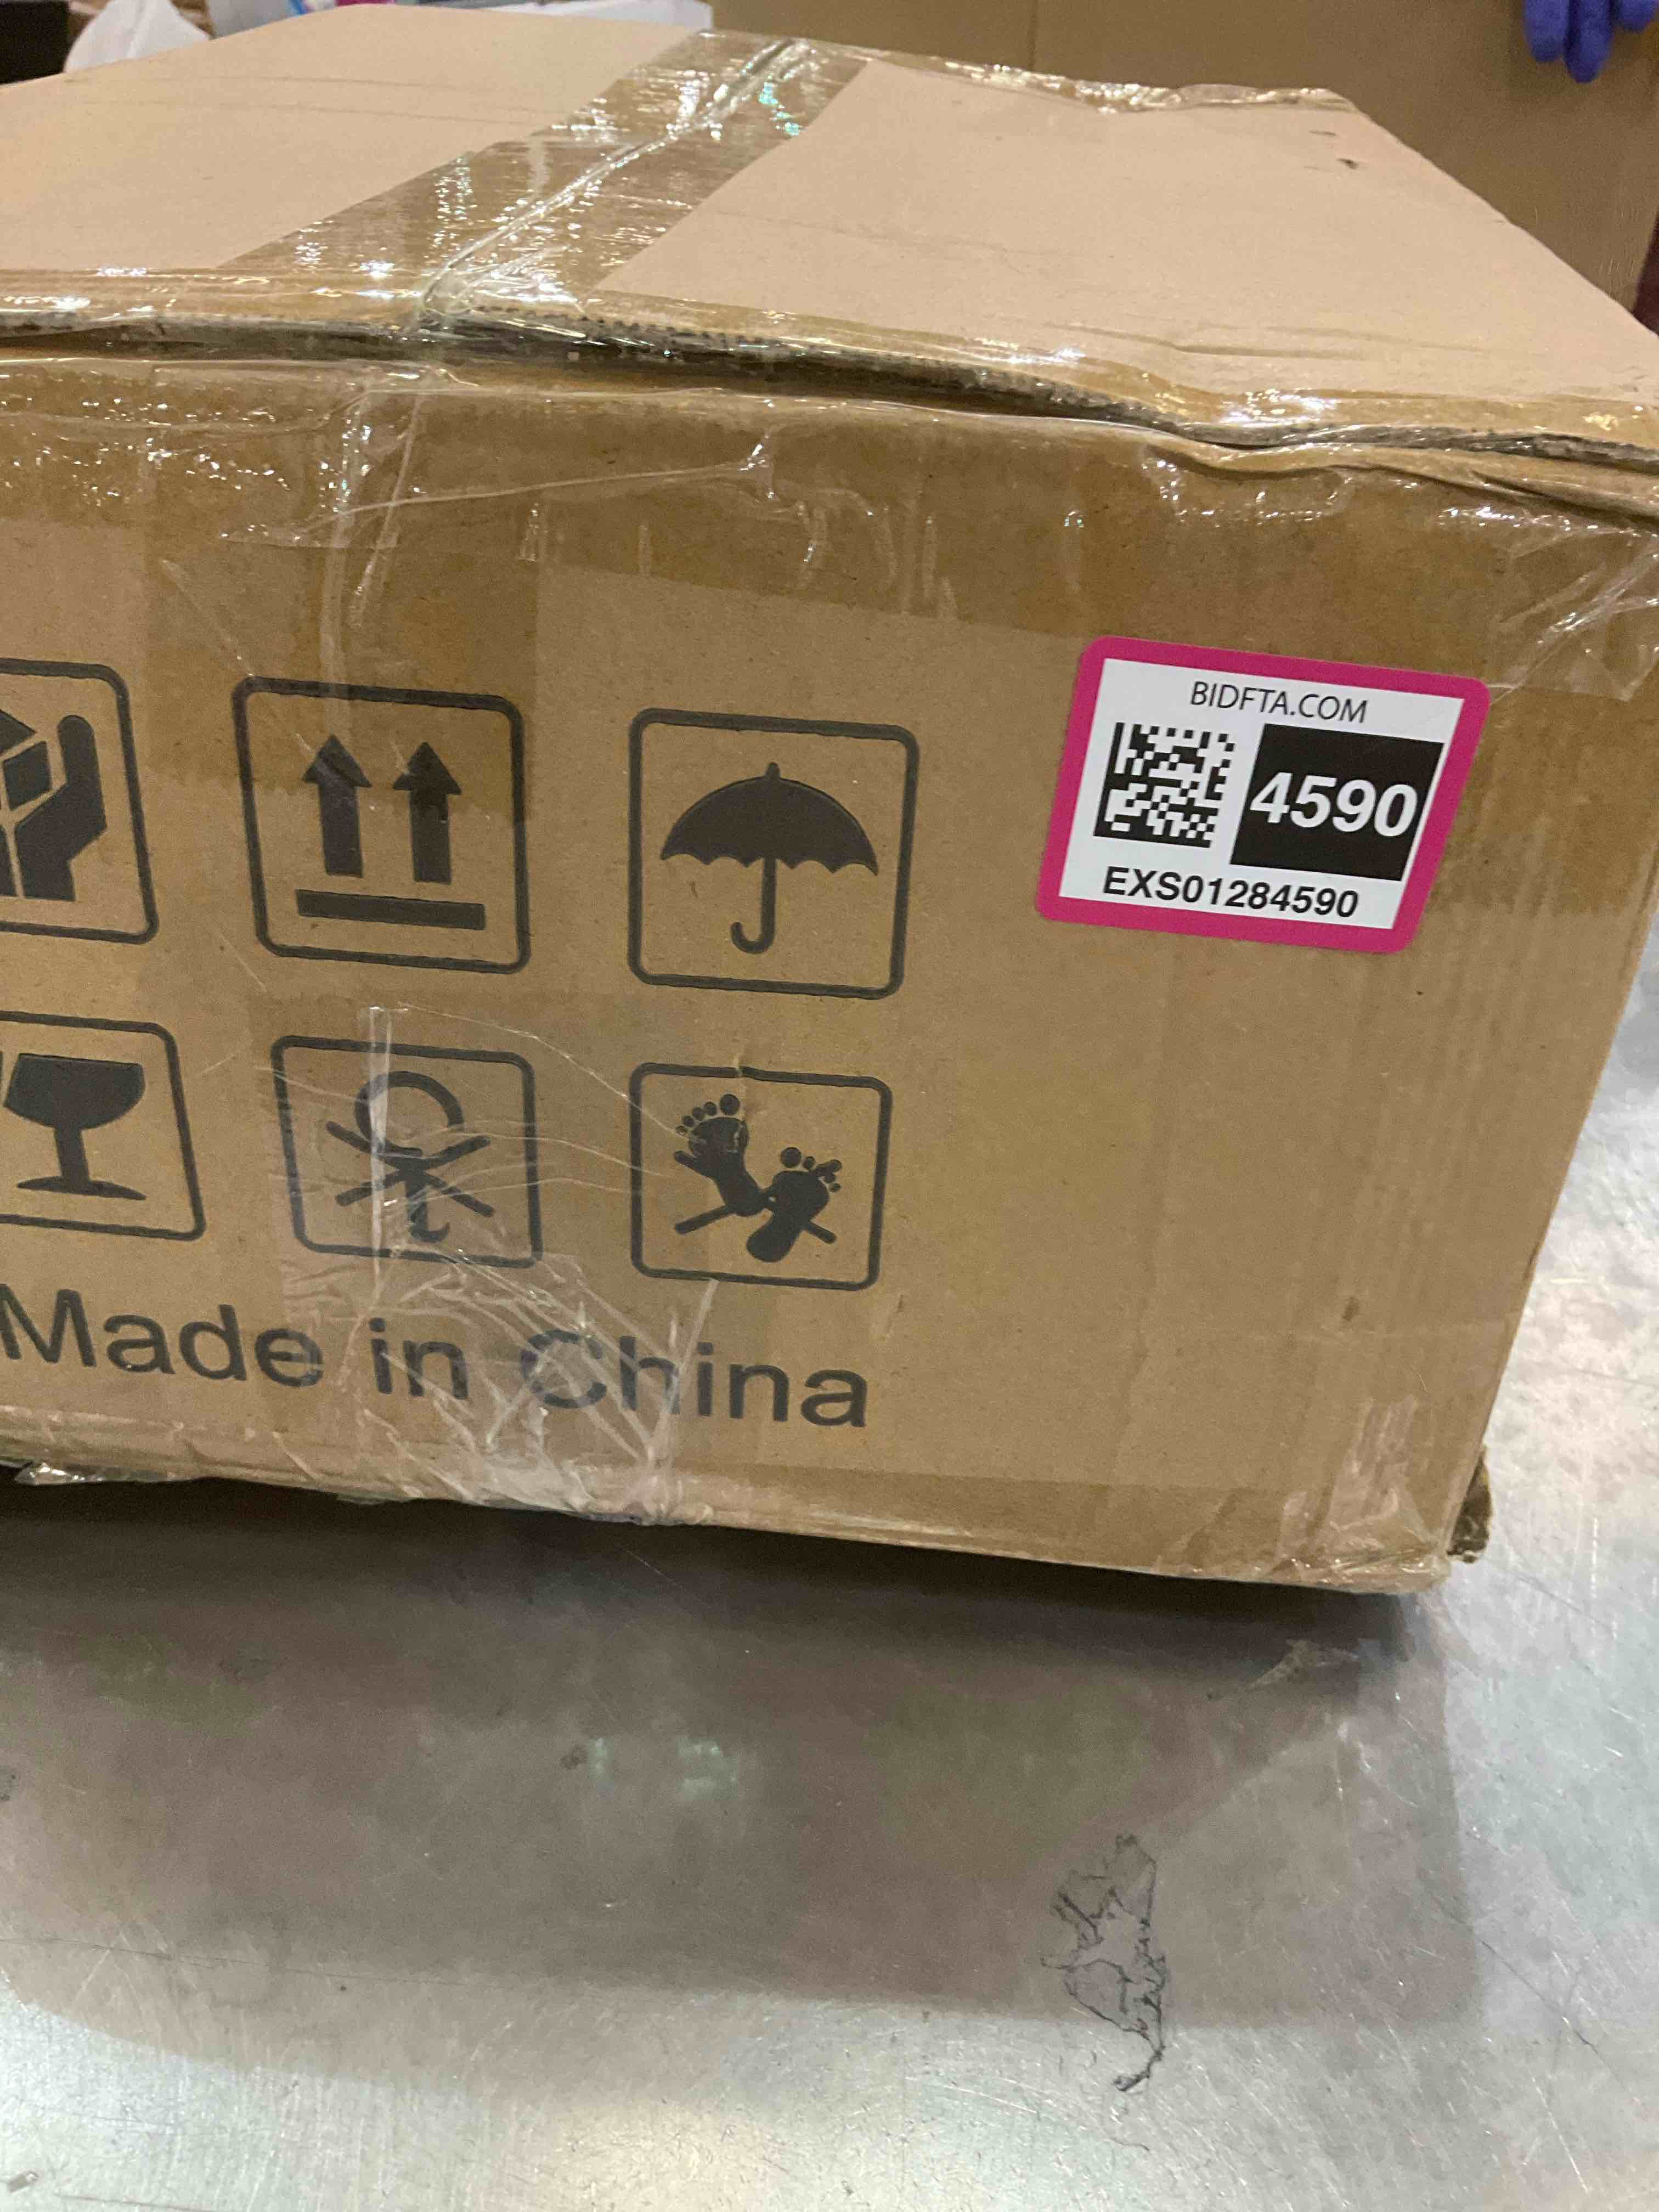 BIDFTA.COM
4590
EXS01284590
Made in China